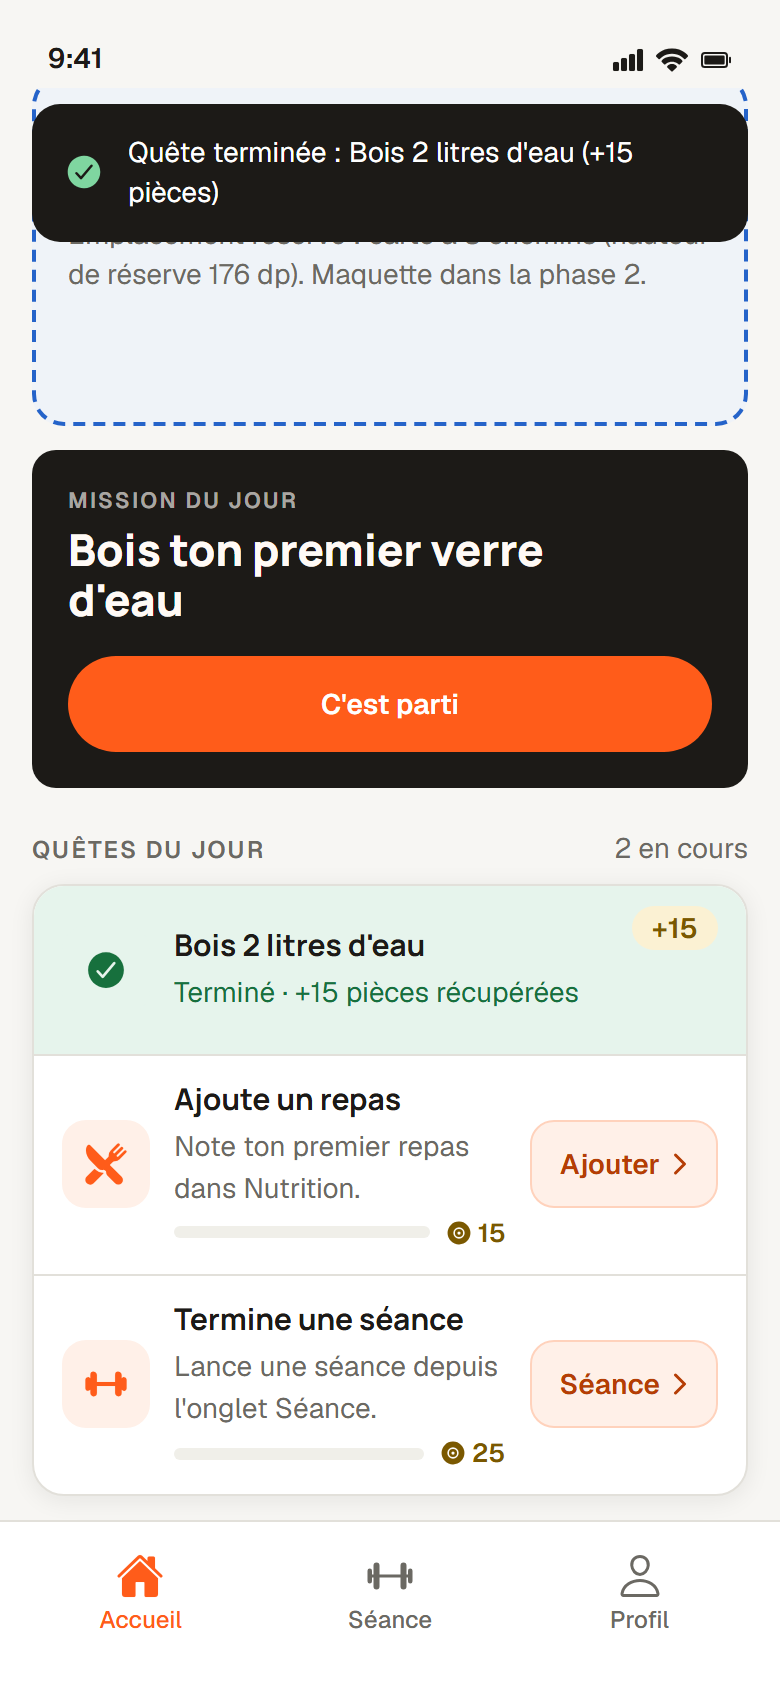 9:41
Quête terminée : Bois 2 litres d'eau (+15
pièces)
de réserve 176 dp). Maquette dans la phase 2.
MISSION DU JOUR
Bois ton premier verre
d'eau
C'est parti
QUÊTES DU JOUR
2 en cours
Bois 2 litres d'eau
+15
Terminé · +15 pièces récupérées
Ajoute un repas
Note ton premier repas
dans Nutrition.
Ajouter
15
Termine une séance
Lance une séance depuis
l'onglet Séance.
Séance
25
Accueil
Séance
Profil